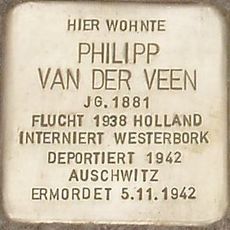 HIER WOHNTE
PHILIPP
VAN DER VEEN
JG. 1881
FLUCHT 1938 HOLLAND
INTERNIERT WESTERBORK
DEPORTIERT 1942
AUSCHWITZ
ERMORDET 5.11.1942